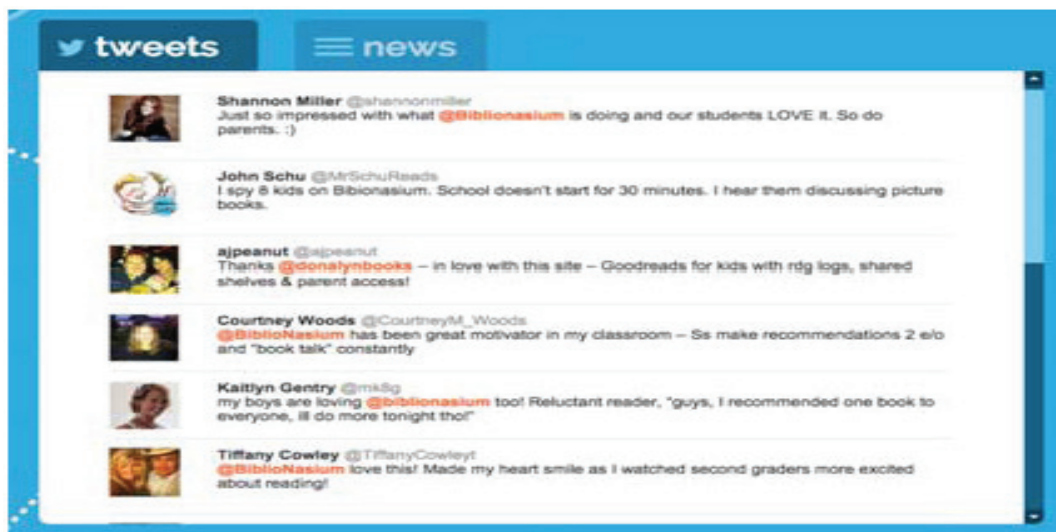 tweets
news
Shannon Miller @shannonmiller
Just so impressed with what @Biblionasium is doing and our students LOVE it. So do
parents. :)
John Schu @MrSchuReads
I spy 8 kids on Bibionasium. School doesn't start for 30 minutes. I hear them discussing picture
books.
ajpeanut @ajpeanut
Thanks @donalynbooks – in love with this site – Goodreads for kids with rdg logs, shared
shelves & parent access!
Courtney Woods @CourtneyM_Woods
@BiblioNasium has been great motivator in my classroom – Ss make recommendations 2 e/o
and "book talk" constantly
Kaitlyn Gentry @mk8g
my boys are loving @biblionasium too! Reluctant reader, "guys, I recommended one book to
everyone, ill do more tonight tho!"
Tiffany Cowley @TiffanyCowleyt
@BiblioNasium love this! Made my heart smile as I watched second graders more excited
about reading!